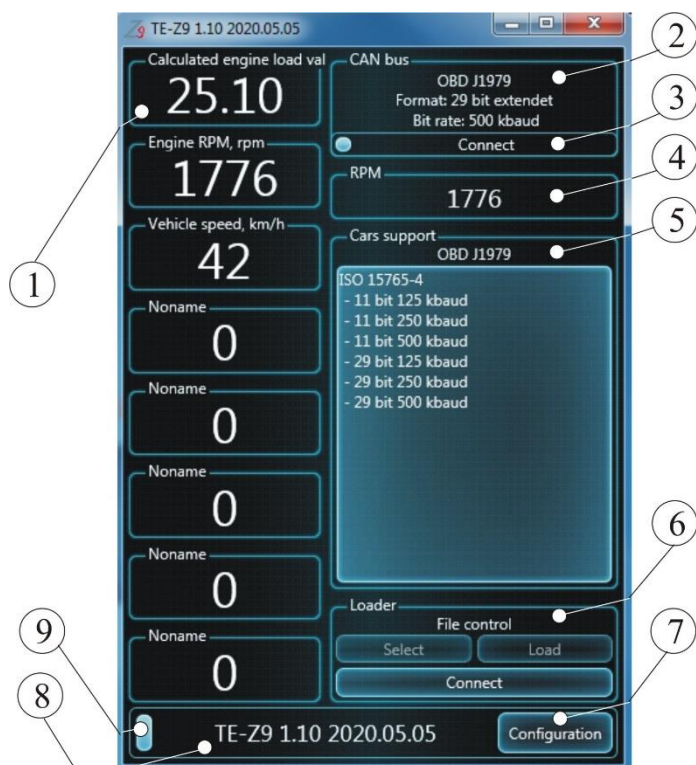 Z9 TE-Z9 1.10 2020.05.05
Calculated engine load val
25.10
Engine RPM, rpm
1776
Vehicle speed, km/h
42
Noname
0
Noname
0
Noname
0
Noname
0
Noname
0
CAN bus
OBD J1979
Format: 29 bit extendet
Bit rate: 500 kbaud
Connect
RPM
1776
Cars support
OBD J1979
ISO 15765-4
- 11 bit 125 kbaud
- 11 bit 250 kbaud
- 11 bit 500 kbaud
- 29 bit 125 kbaud
- 29 bit 250 kbaud
- 29 bit 500 kbaud
Loader
File control
Select Load
Connect
TE-Z9 1.10 2020.05.05 Configuration
1
2
3
4
5
6
7
8
9